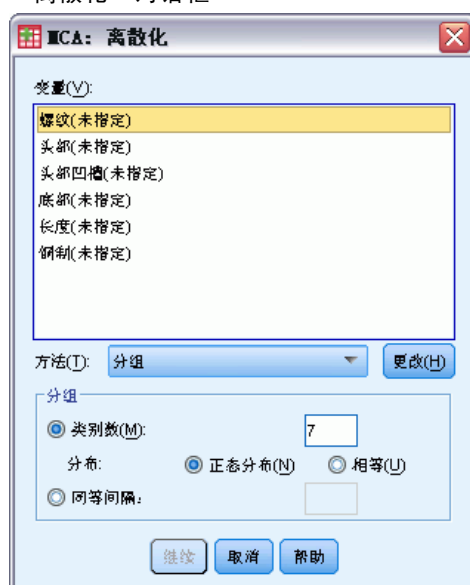 MCA: 离散化
变量(V):
螺纹(未指定)
头部(未指定)
头部凹槽(未指定)
底部(未指定)
长度(未指定)
铜制(未指定)
方法(T): 分组 更改(H)
分组
类别数(M): 7
分布: 正态分布(N) 相等(U)
同等间隔:
继续 取消 帮助